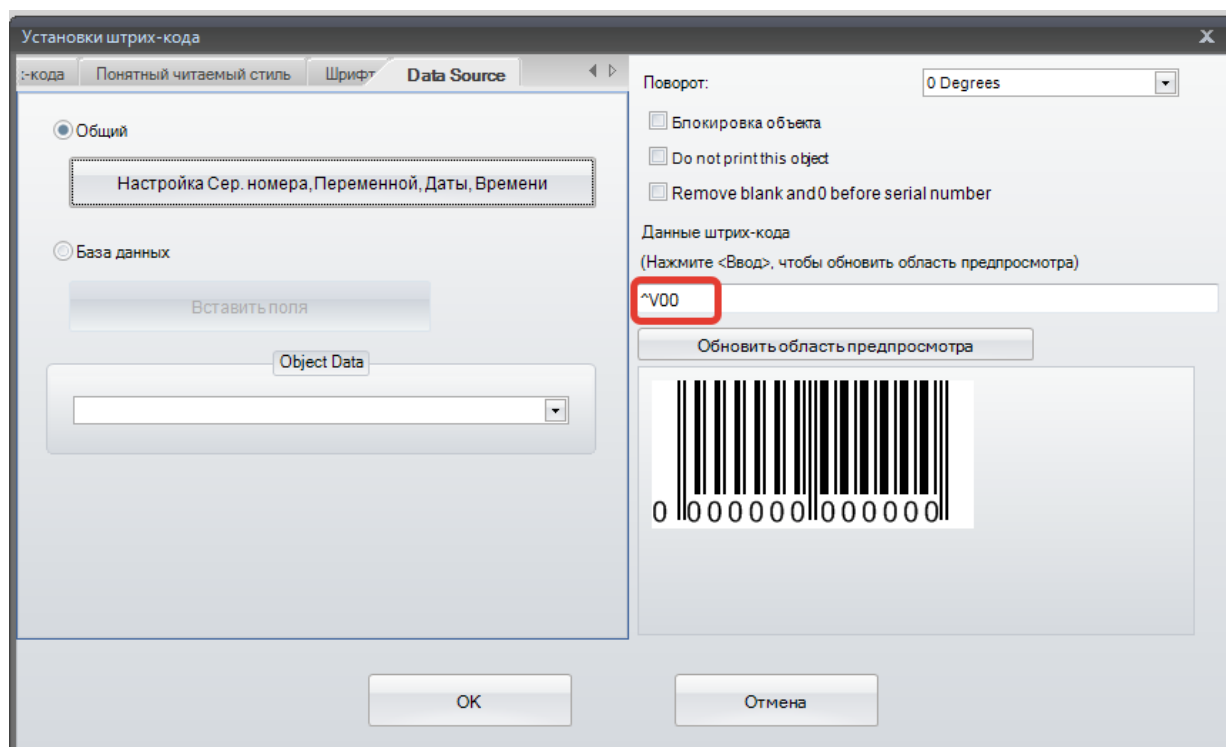 Установки штрих-кода
х
:-кода Понятный читаемый стиль Шрифт Data Source
Общий
Настройка Сер. номера,Переменной, Даты, Времени
База данных
Вставить поля
Object Data
Поворот: 0 Degrees
Блокировка объекта
Do not print this object
Remove blank and 0 before serial number
Данные штрих-кода
(Нажмите <Ввод>, чтобы обновить область предпросмотра)
^V00
Обновить область предпросмотра
0 000000 000000
OK Отмена